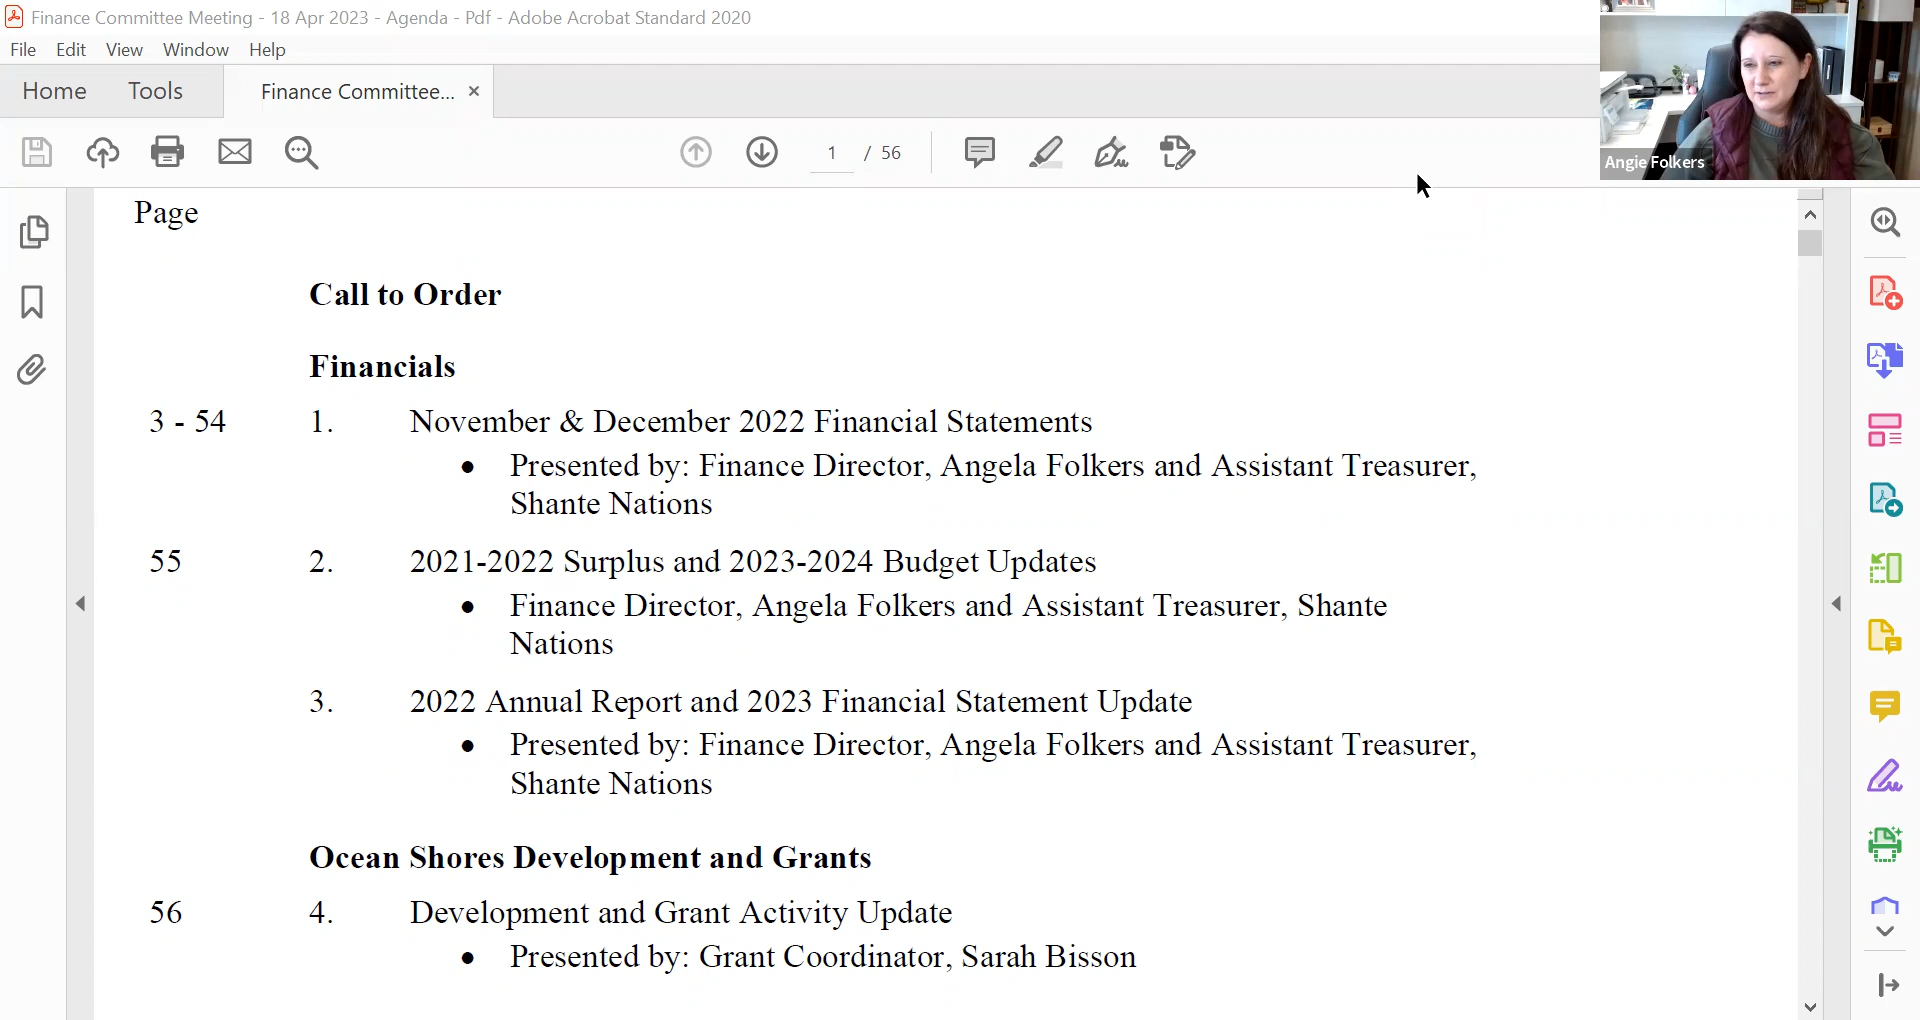 Finance Committee Meeting - 18 Apr 2023 - Agenda - Pdf - Adobe Acrobat Standard 2020
File Edit View Window Help
Home Tools Finance Committee... ×
1 / 56
Angie Folkers
Page
Call to Order
Financials
3 - 54 1. November & December 2022 Financial Statements
• Presented by: Finance Director, Angela Folkers and Assistant Treasurer,
Shante Nations
55 2. 2021-2022 Surplus and 2023-2024 Budget Updates
• Finance Director, Angela Folkers and Assistant Treasurer, Shante
Nations
3. 2022 Annual Report and 2023 Financial Statement Update
• Presented by: Finance Director, Angela Folkers and Assistant Treasurer,
Shante Nations
Ocean Shores Development and Grants
56 4. Development and Grant Activity Update
• Presented by: Grant Coordinator, Sarah Bisson